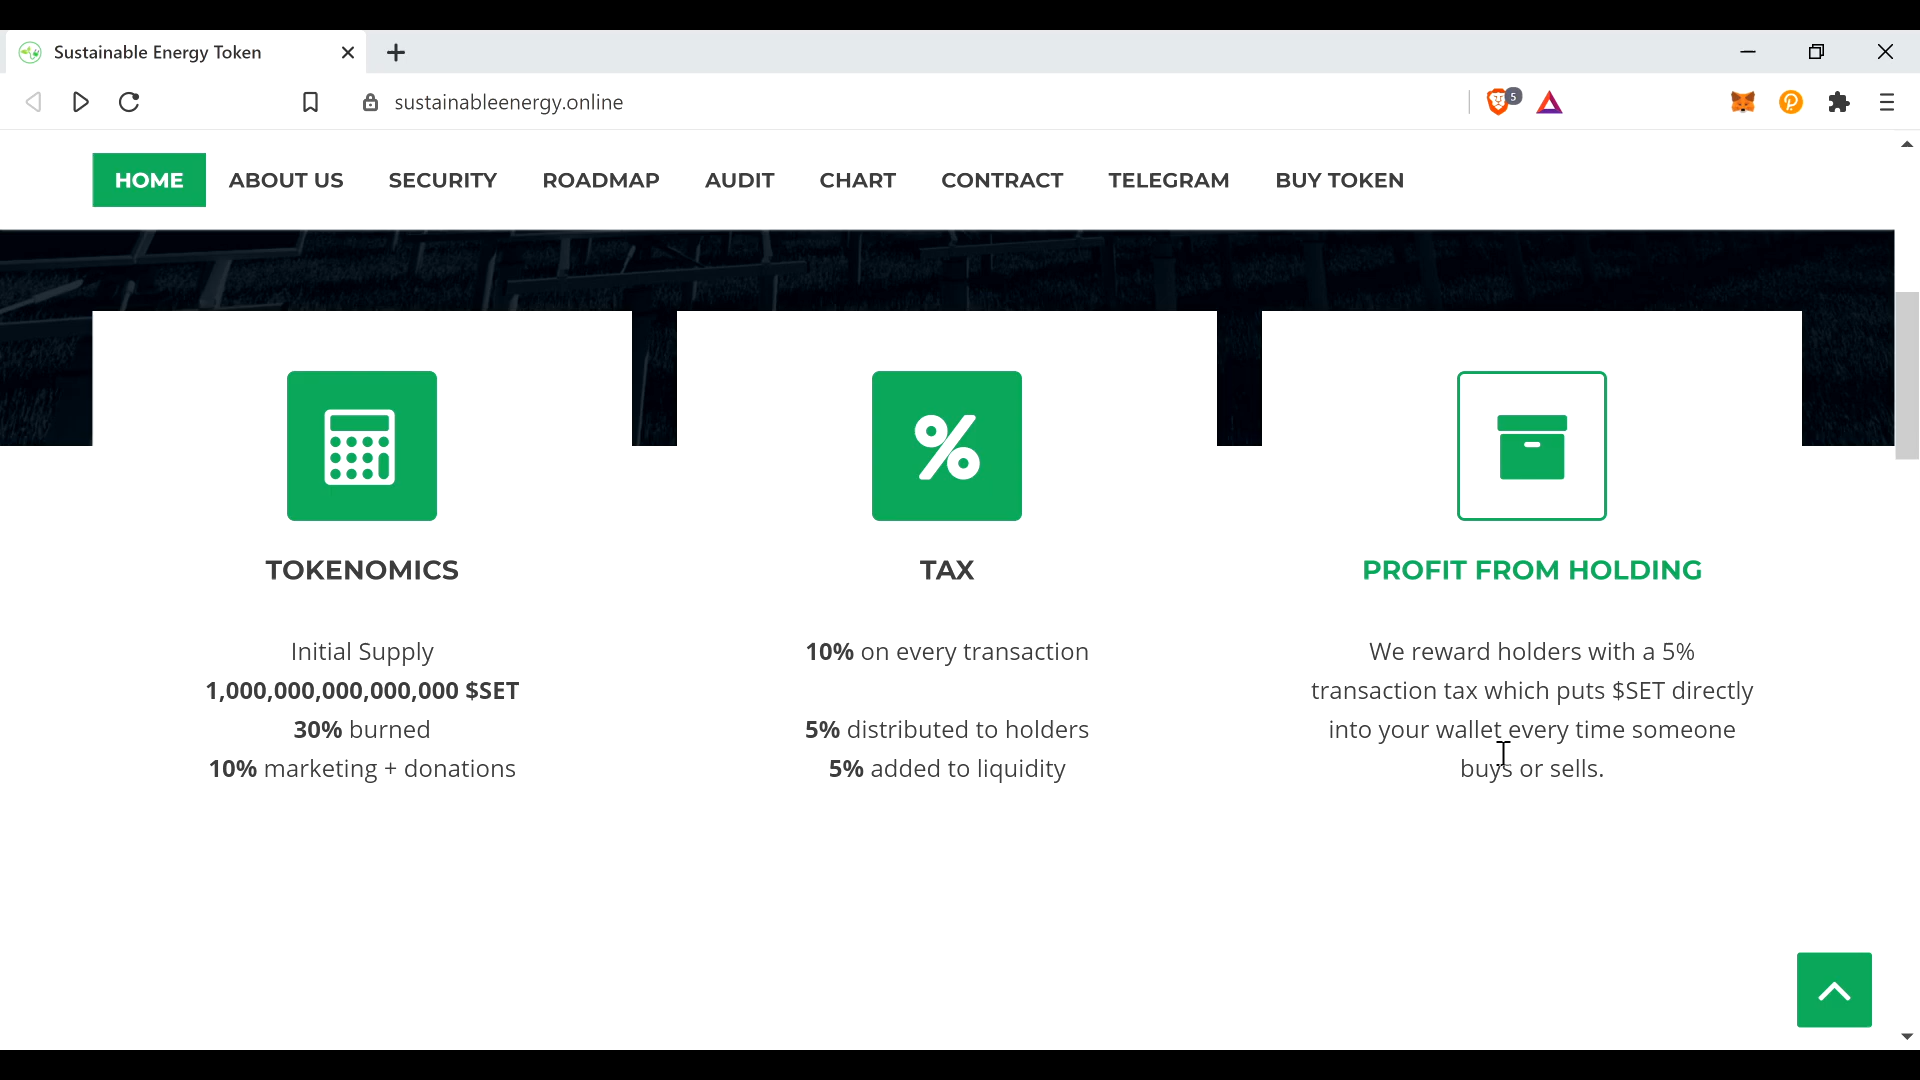 Sustainable Energy Token
sustainableenergy.online
5
HOME ABOUT US SECURITY ROADMAP AUDIT CHART CONTRACT TELEGRAM BUY TOKEN
%
TOKENOMICS
Initial Supply
1,000,000,000,000,000 $SET
30% burned
10% marketing + donations
TAX
10% on every transaction
5% distributed to holders
5% added to liquidity
PROFIT FROM HOLDING
We reward holders with a 5%
transaction tax which puts $SET directly
into your wallet every time someone
buys or sells.